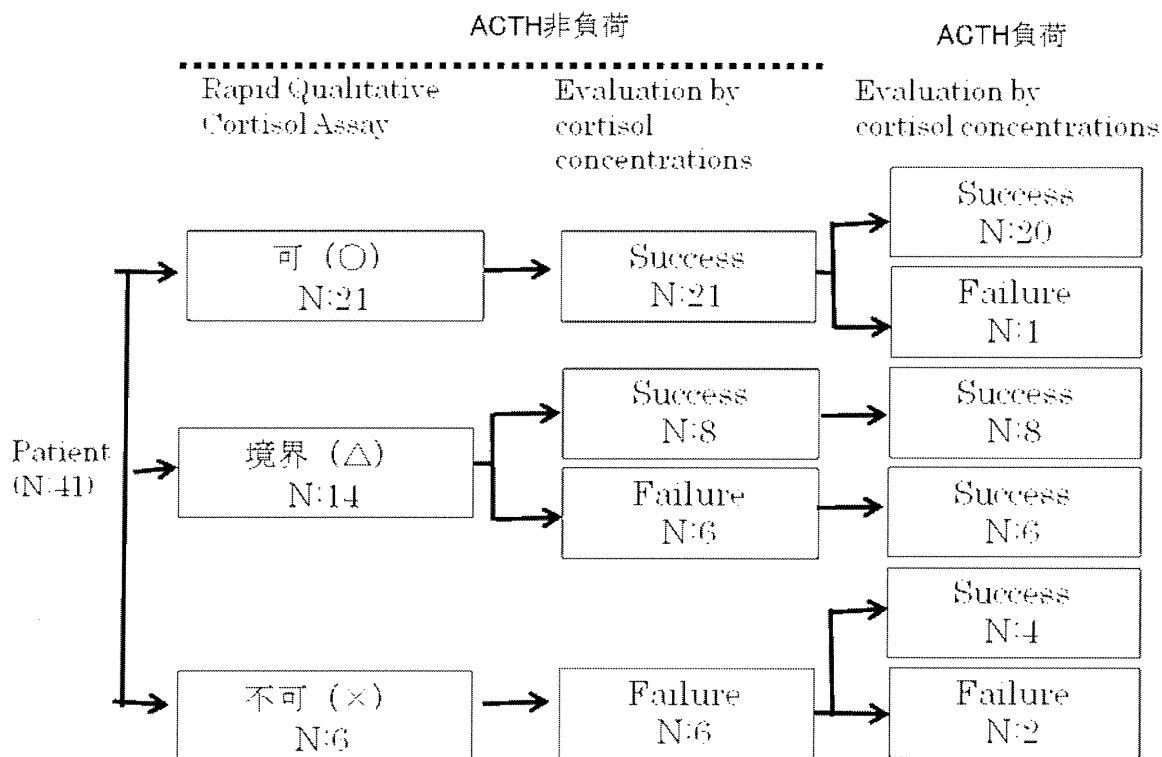 ACTH非負荷
ACTH負荷
Rapid Qualitative
Cortisol Assay
Evaluation by
cortisol
concentrations
Evaluation by
cortisol concentrations
Patient
(N:41)
可（○）
N:21
Success
N:21
Success
N:20
Failure
N:1
境界（△）
N:14
Success
N:8
Success
N:8
Failure
N:6
Success
N:6
不可（×）
N:6
Failure
N:6
Success
N:4
Failure
N:2